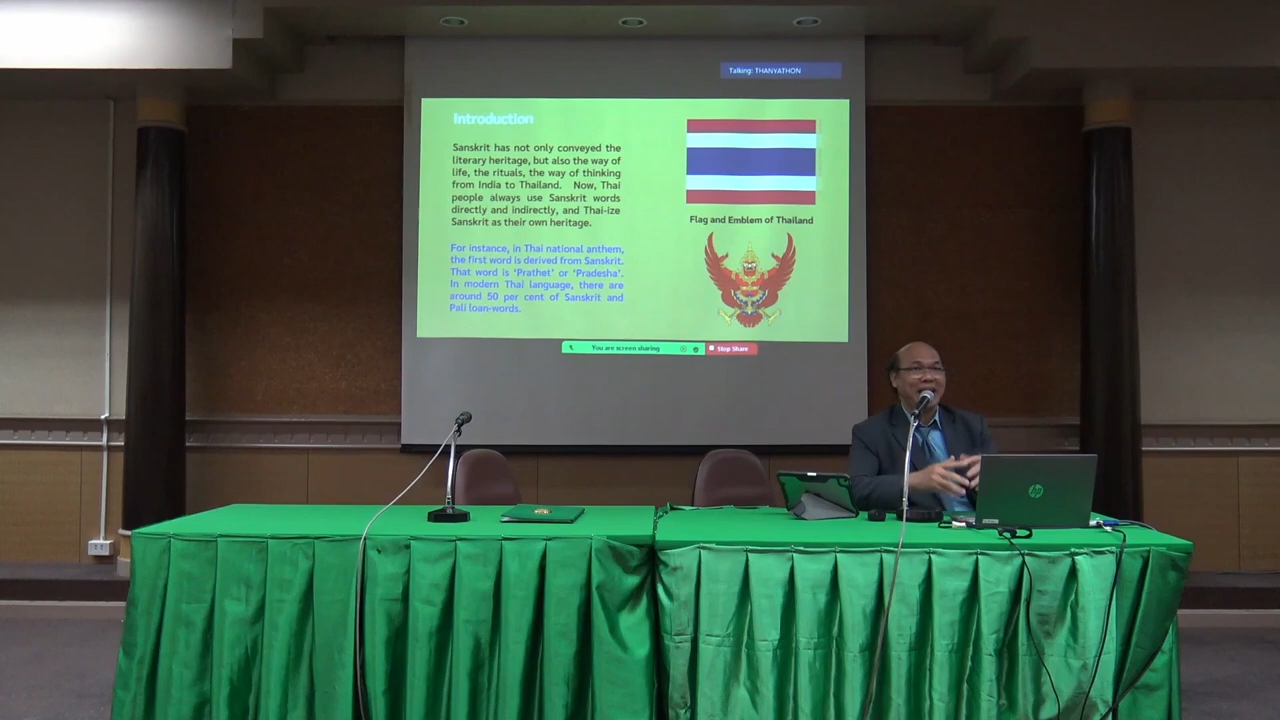 Talking: THANYATHON
Introduction
Sanskrit has not only conveyed the
literary heritage, but also the way of
life, the rituals, the way of thinking
from India to Thailand. Now, Thai
people always use Sanskrit words
directly and indirectly, and Thai-ize
Sanskrit as their own heritage.
For instance, in Thai national anthem,
the first word is derived from Sanskrit.
That word is 'Prathet' or 'Pradesha'.
In modern Thai language, there are
around 50 per cent of Sanskrit and
Pali loan-words.
Flag and Emblem of Thailand
You are screen sharing
Stop Share
hp